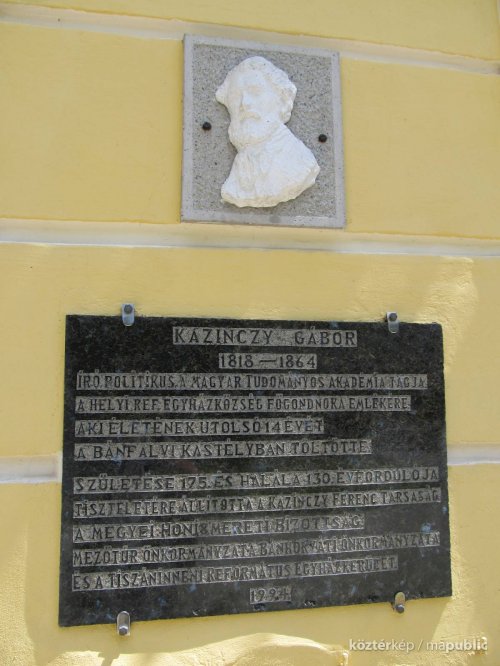 KAZINCZY GÁBOR
1818—1864
ÍRÓ, POLITIKUS, A MAGYAR TUDOMÁNYOS AKADÉMIA TAGJA,
A HELYI REF. EGYHÁZKÖZSÉG FŐGONDNOKA EMLÉKÉRE,
AKI ÉLETÉNEK UTOLSÓ 14 ÉVÉT
A BÁNFALVI KASTÉLYBAN TÖLTÖTTE.
SZÜLETÉSE 175. ÉS HALÁLA 130. ÉVFORDULÓJA
TISZTELETÉRE ÁLLÍTOTTA A KAZINCZY FERENC TÁRSASÁG
A MEGYEI HONISMERETI BIZOTTSÁG
MEZŐTÚR ÖNKORMÁNYZATA BÁNHORVÁTI ÖNKORMÁNYZATA
ÉS A TISZÁNINNENI REFORMÁTUS EGYHÁZKERÜLET
1994.
köztérkép / mapublic